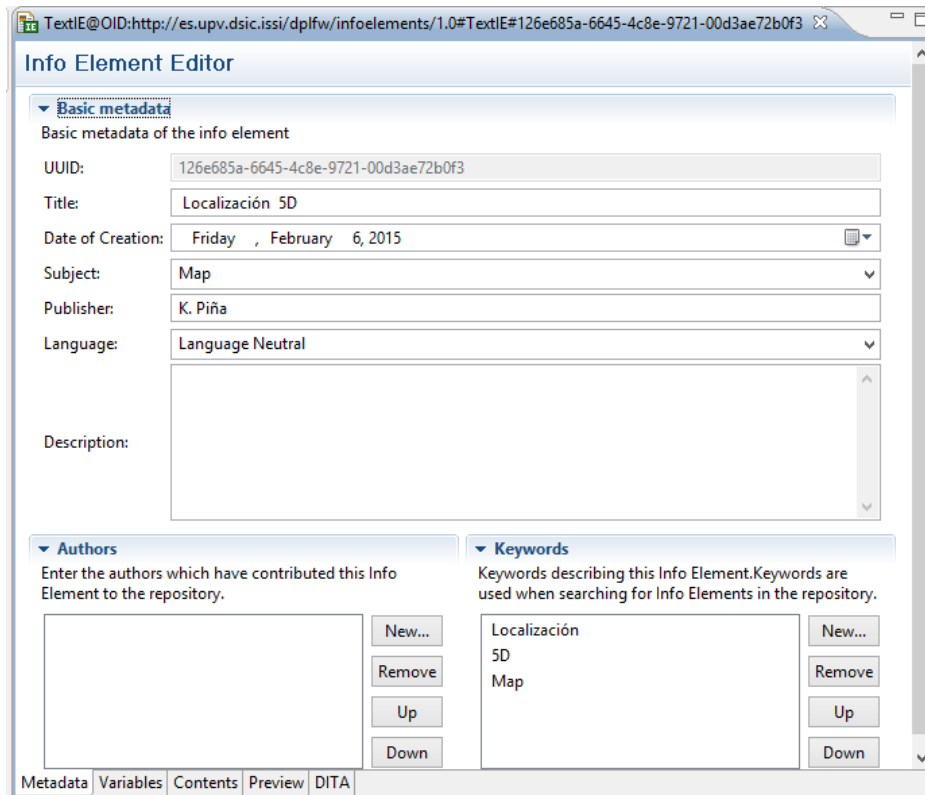 TextIE@OID:http://es.upv.dsic.issi/dplfw/infoelements/1.0#TextIE#126e685a-6645-4c8e-9721-00d3ae72b0f3
Info Element Editor
Basic metadata
Basic metadata of the info element
UUID: 126e685a-6645-4c8e-9721-00d3ae72b0f3
Title: Localización 5D
Date of Creation: Friday , February 6, 2015
Subject: Map
Publisher: K. Piña
Language: Language Neutral
Description:
Authors
Enter the authors which have contributed this Info
Element to the repository.
New...
Remove
Up
Down
Keywords
Keywords describing this Info Element.Keywords are
used when searching for Info Elements in the repository.
Localización
5D
Map
New...
Remove
Up
Down
Metadata Variables Contents Preview DITA